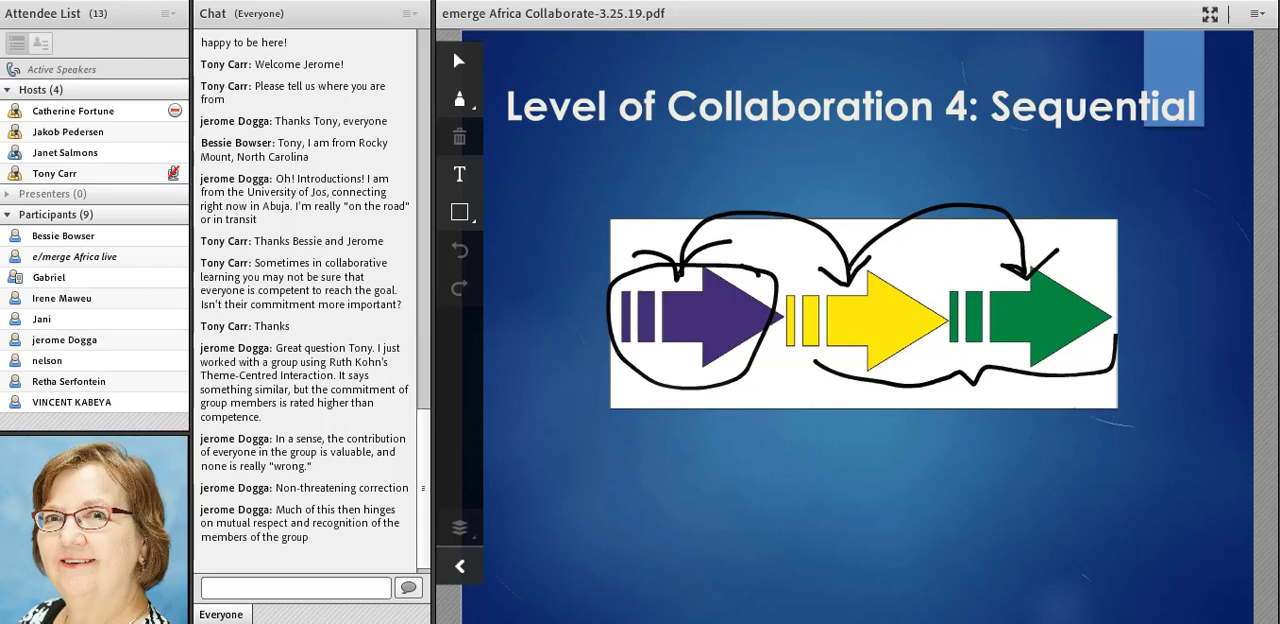 Attendee List (13)
Active Speakers
Hosts (4)
Catherine Fortune
Jakob Pedersen
Janet Salmons
Tony Carr
Presenters (0)
Participants (9)
Bessie Bowser
e/merge Africa live
Gabriel
Irene Maweu
Jani
jerome Dogga
nelson
Retha Serfontein
VINCENT KABEYA
Chat (Everyone)
happy to be here!
Tony Carr: Welcome Jerome!
Tony Carr: Please tell us where you are
from
jerome Dogga: Thanks Tony, everyone
Bessie Bowser: Tony, I am from Rocky
Mount, North Carolina
jerome Dogga: Oh! Introductions! I am
from the University of Jos, connecting
right now in Abuja. I'm really "on the road"
or in transit
Tony Carr: Thanks Bessie and Jerome
Tony Carr: Sometimes in collaborative
learning you may not be sure that
everyone is competent to reach the goal.
Isn't their commitment more important?
Tony Carr: Thanks
jerome Dogga: Great question Tony. I just
worked with a group using Ruth Kohn's
Theme-Centred Interaction. It says
something similar, but the commitment of
group members is rated higher than
competence.
jerome Dogga: In a sense, the contribution
of everyone in the group is valuable, and
none is really "wrong."
jerome Dogga: Non-threatening correction
jerome Dogga: Much of this then hinges
on mutual respect and recognition of the
members of the group
Everyone
emerge Africa Collaborate-3.25.19.pdf
T
Level of Collaboration 4: Sequential